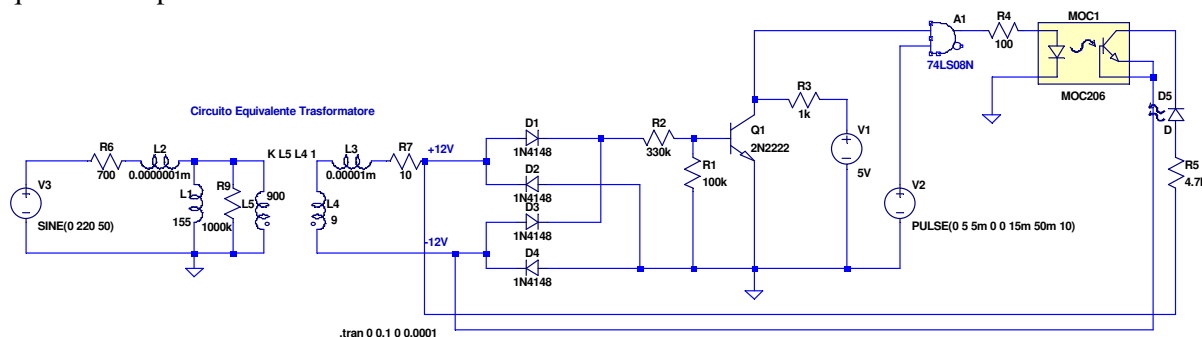 A1
74LS08N
R4
100
MOC1
MOC206
Circuito Equivalente Trasformatore
R6
700
L2
0.0000001m
K L5 L4 1
L3
0.00001m
R7
10
+12V
D1
1N4148
D2
1N4148
D3
1N4148
D4
1N4148
-12V
R2
330k
R1
100k
Q1
2N2222
R3
1k
V1
5V
V2
PULSE(0 5 5m 0 0 15m 50m 10)
D5
D
R5
V3
SINE(0 220 50)
L1
155
R9
1000k
L5
900
L4
9
.tran 0 0.1 0 0.0001